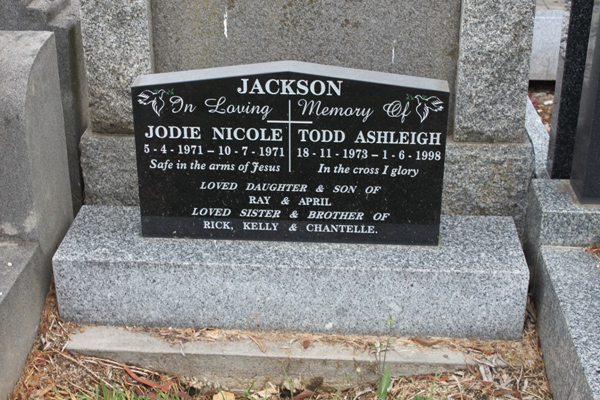 JACKSON
In Loving Memory Of
JODIE NICOLE TODD ASHLEIGH
5-4-1971-10-7-1971 18-11-1973-1-6-1998
Safe in the arms of Jesus In the cross I glory
LOVED DAUGHTER & SON OF
RAY & APRIL
LOVED SISTER & BROTHER OF
RICK, KELLY & CHANTELLE.